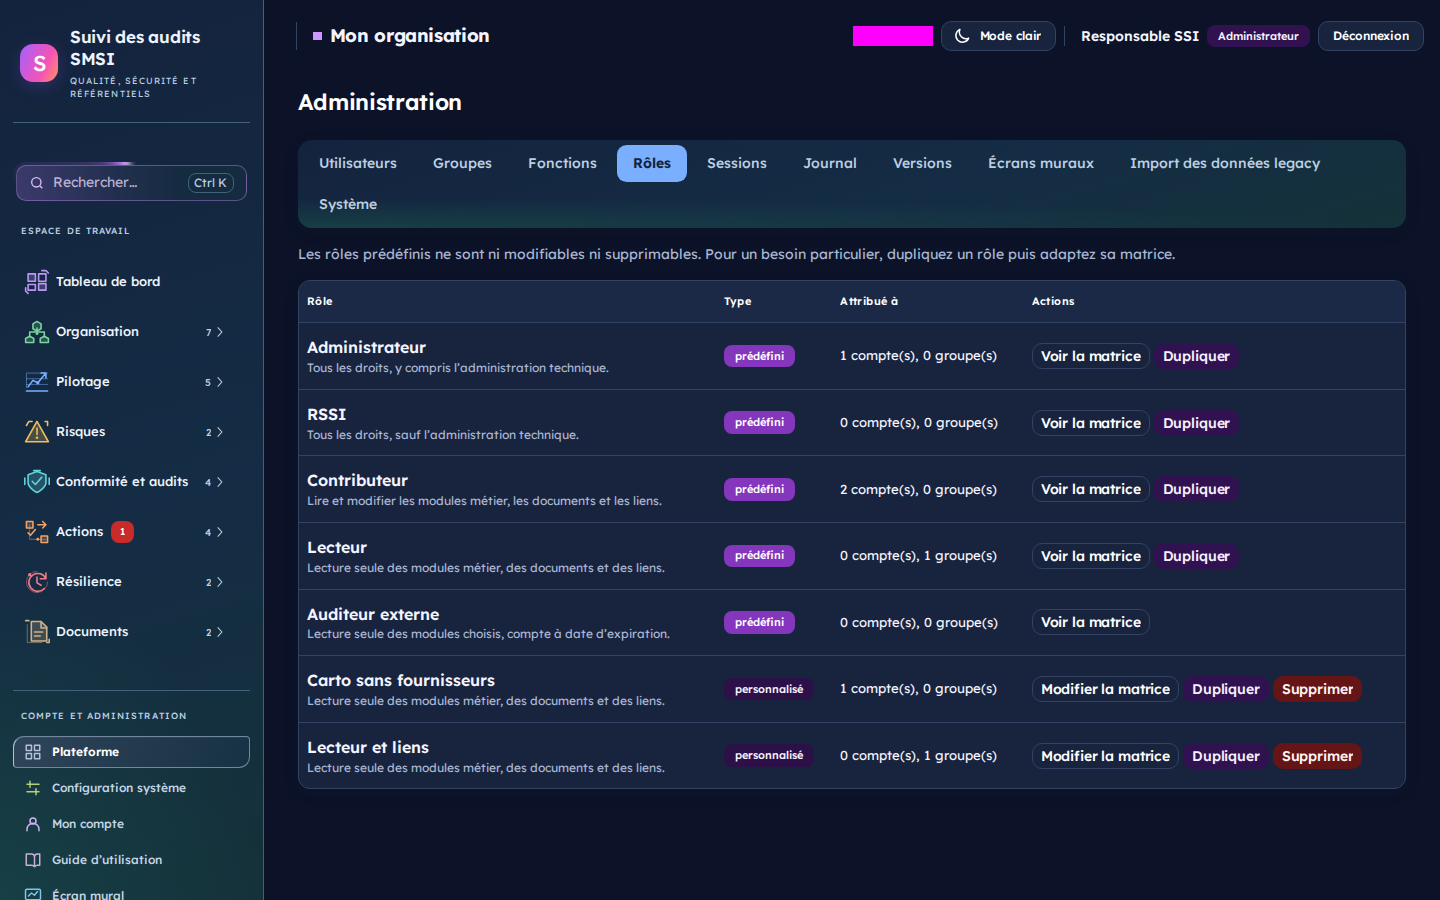 S
Suivi des audits
SMSI
QUALITÉ, SÉCURITÉ ET
RÉFÉRENTIELS
Rechercher... Ctrl K
ESPACE DE TRAVAIL
Tableau de bord
Organisation 7
Pilotage 5
Risques 2
Conformité et audits 4
Actions 1 4
Résilience 2
Documents 2
COMPTE ET ADMINISTRATION
Plateforme
Configuration système
Mon compte
Guide d’utilisation
Écran mural
Mon organisation
Mode clair
Responsable SSI Administrateur Déconnexion
Administration
Utilisateurs Groupes Fonctions Rôles Sessions Journal Versions Écrans muraux Import des données legacy
Système
Les rôles prédéfinis ne sont ni modifiables ni supprimables. Pour un besoin particulier, dupliquez un rôle puis adaptez sa matrice.
Rôle Type Attribué à Actions
Administrateur
Tous les droits, y compris l’administration technique.
prédéfini 1 compte(s), 0 groupe(s) Voir la matrice Dupliquer
RSSI
Tous les droits, sauf l’administration technique.
prédéfini 0 compte(s), 0 groupe(s) Voir la matrice Dupliquer
Contributeur
Lire et modifier les modules métier, les documents et les liens.
prédéfini 2 compte(s), 0 groupe(s) Voir la matrice Dupliquer
Lecteur
Lecture seule des modules métier, des documents et des liens.
prédéfini 0 compte(s), 1 groupe(s) Voir la matrice Dupliquer
Auditeur externe
Lecture seule des modules choisis, compte à date d’expiration.
prédéfini 0 compte(s), 0 groupe(s) Voir la matrice
Carto sans fournisseurs
Lecture seule des modules métier, des documents et des liens.
personnalisé 1 compte(s), 0 groupe(s) Modifier la matrice Dupliquer Supprimer
Lecteur et liens
Lecture seule des modules métier, des documents et des liens.
personnalisé 0 compte(s), 1 groupe(s) Modifier la matrice Dupliquer Supprimer